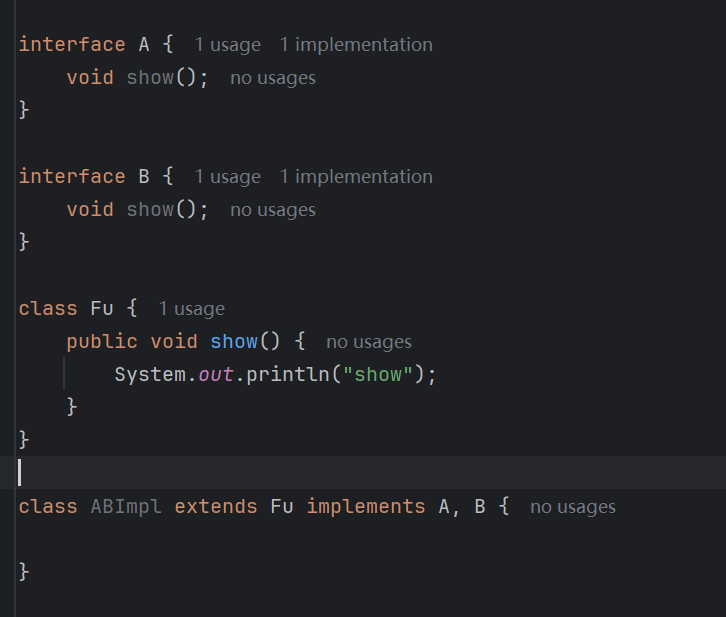 interface A {   1 usage   1 implementation
    void show();   no usages
}
interface B {   1 usage   1 implementation
    void show();   no usages
}
class Fu {   1 usage
    public void show() {   no usages
        System.out.println("show");
    }
}
class ABImpl extends Fu implements A, B {   no usages
}